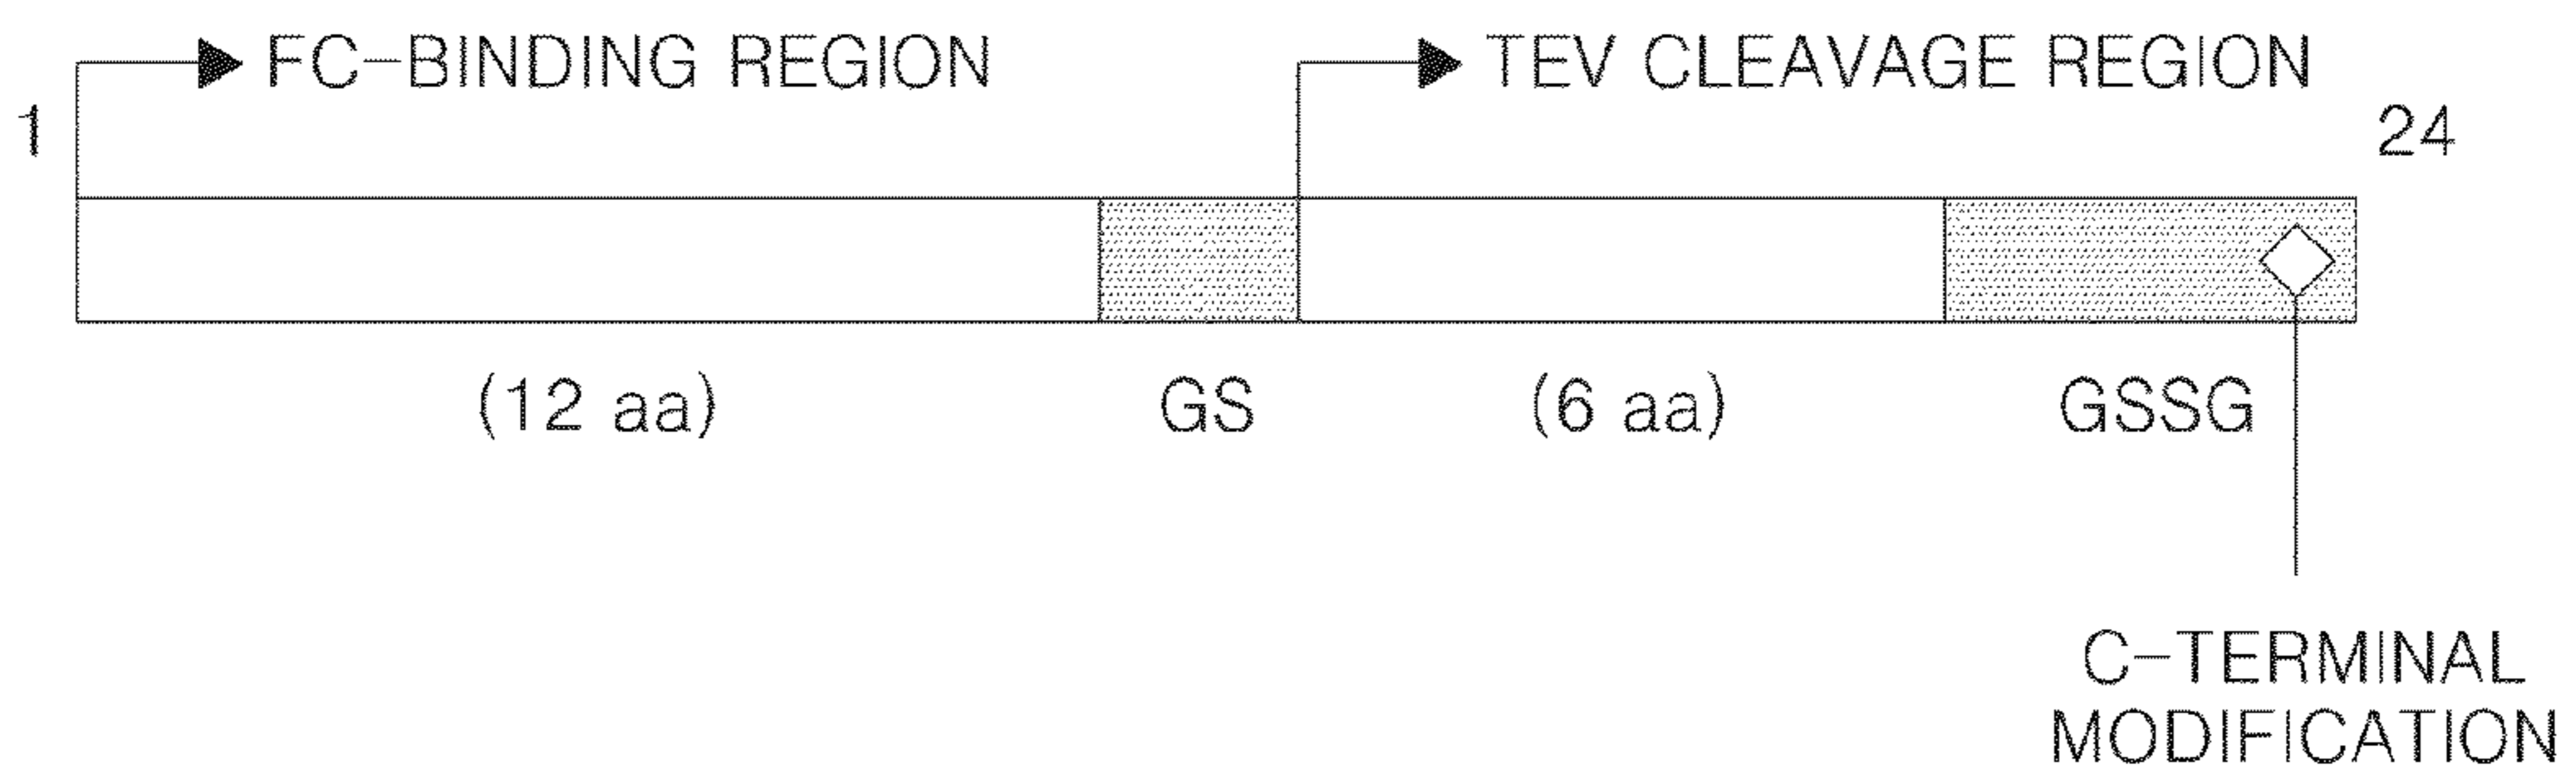 FC-BINDING REGION
TEV CLEAVAGE REGION
1
24
(12 aa)
GS
(6 aa)
GSSG
C-TERMINAL
MODIFICATION